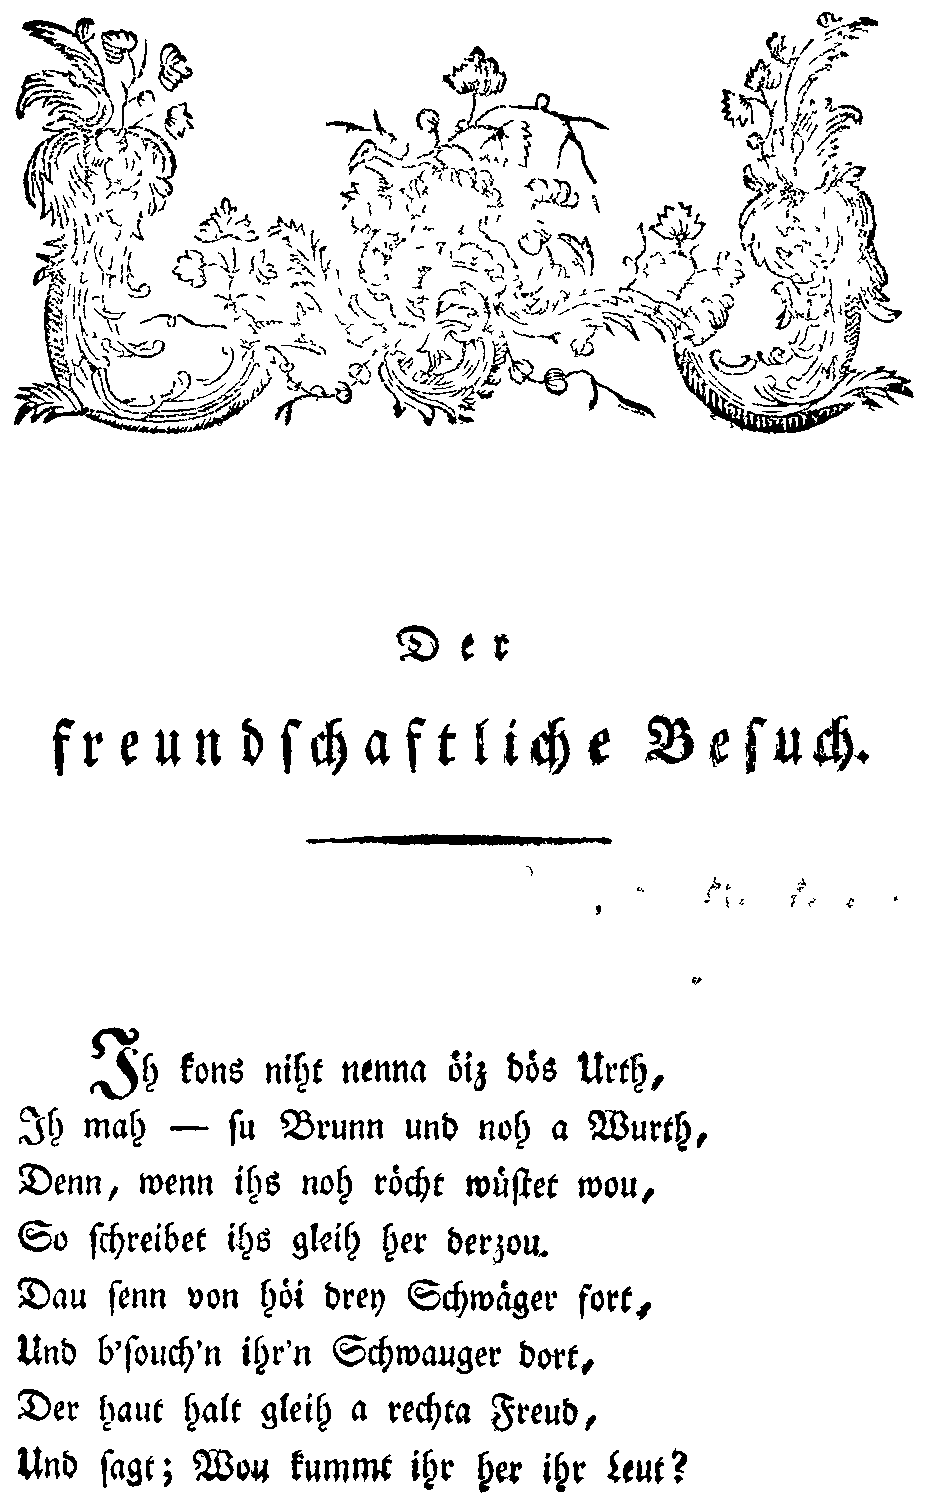 Der
freundschaftliche Besuch.
Ih kons niht nenna öiz dös Urth,
Ih mah — su Brunn und noh a Wurth,
Denn, wenn ihs noh röcht wüstet wou,
So schreibet ihs gleih her derzou.
Dau senn von höi drey Schwäger fort,
Und b'souch'n ihr'n Schwauger dort,
Der haut halt gleih a rechta Freud,
Und sagt; Wou kummt ihr her ihr Leut?